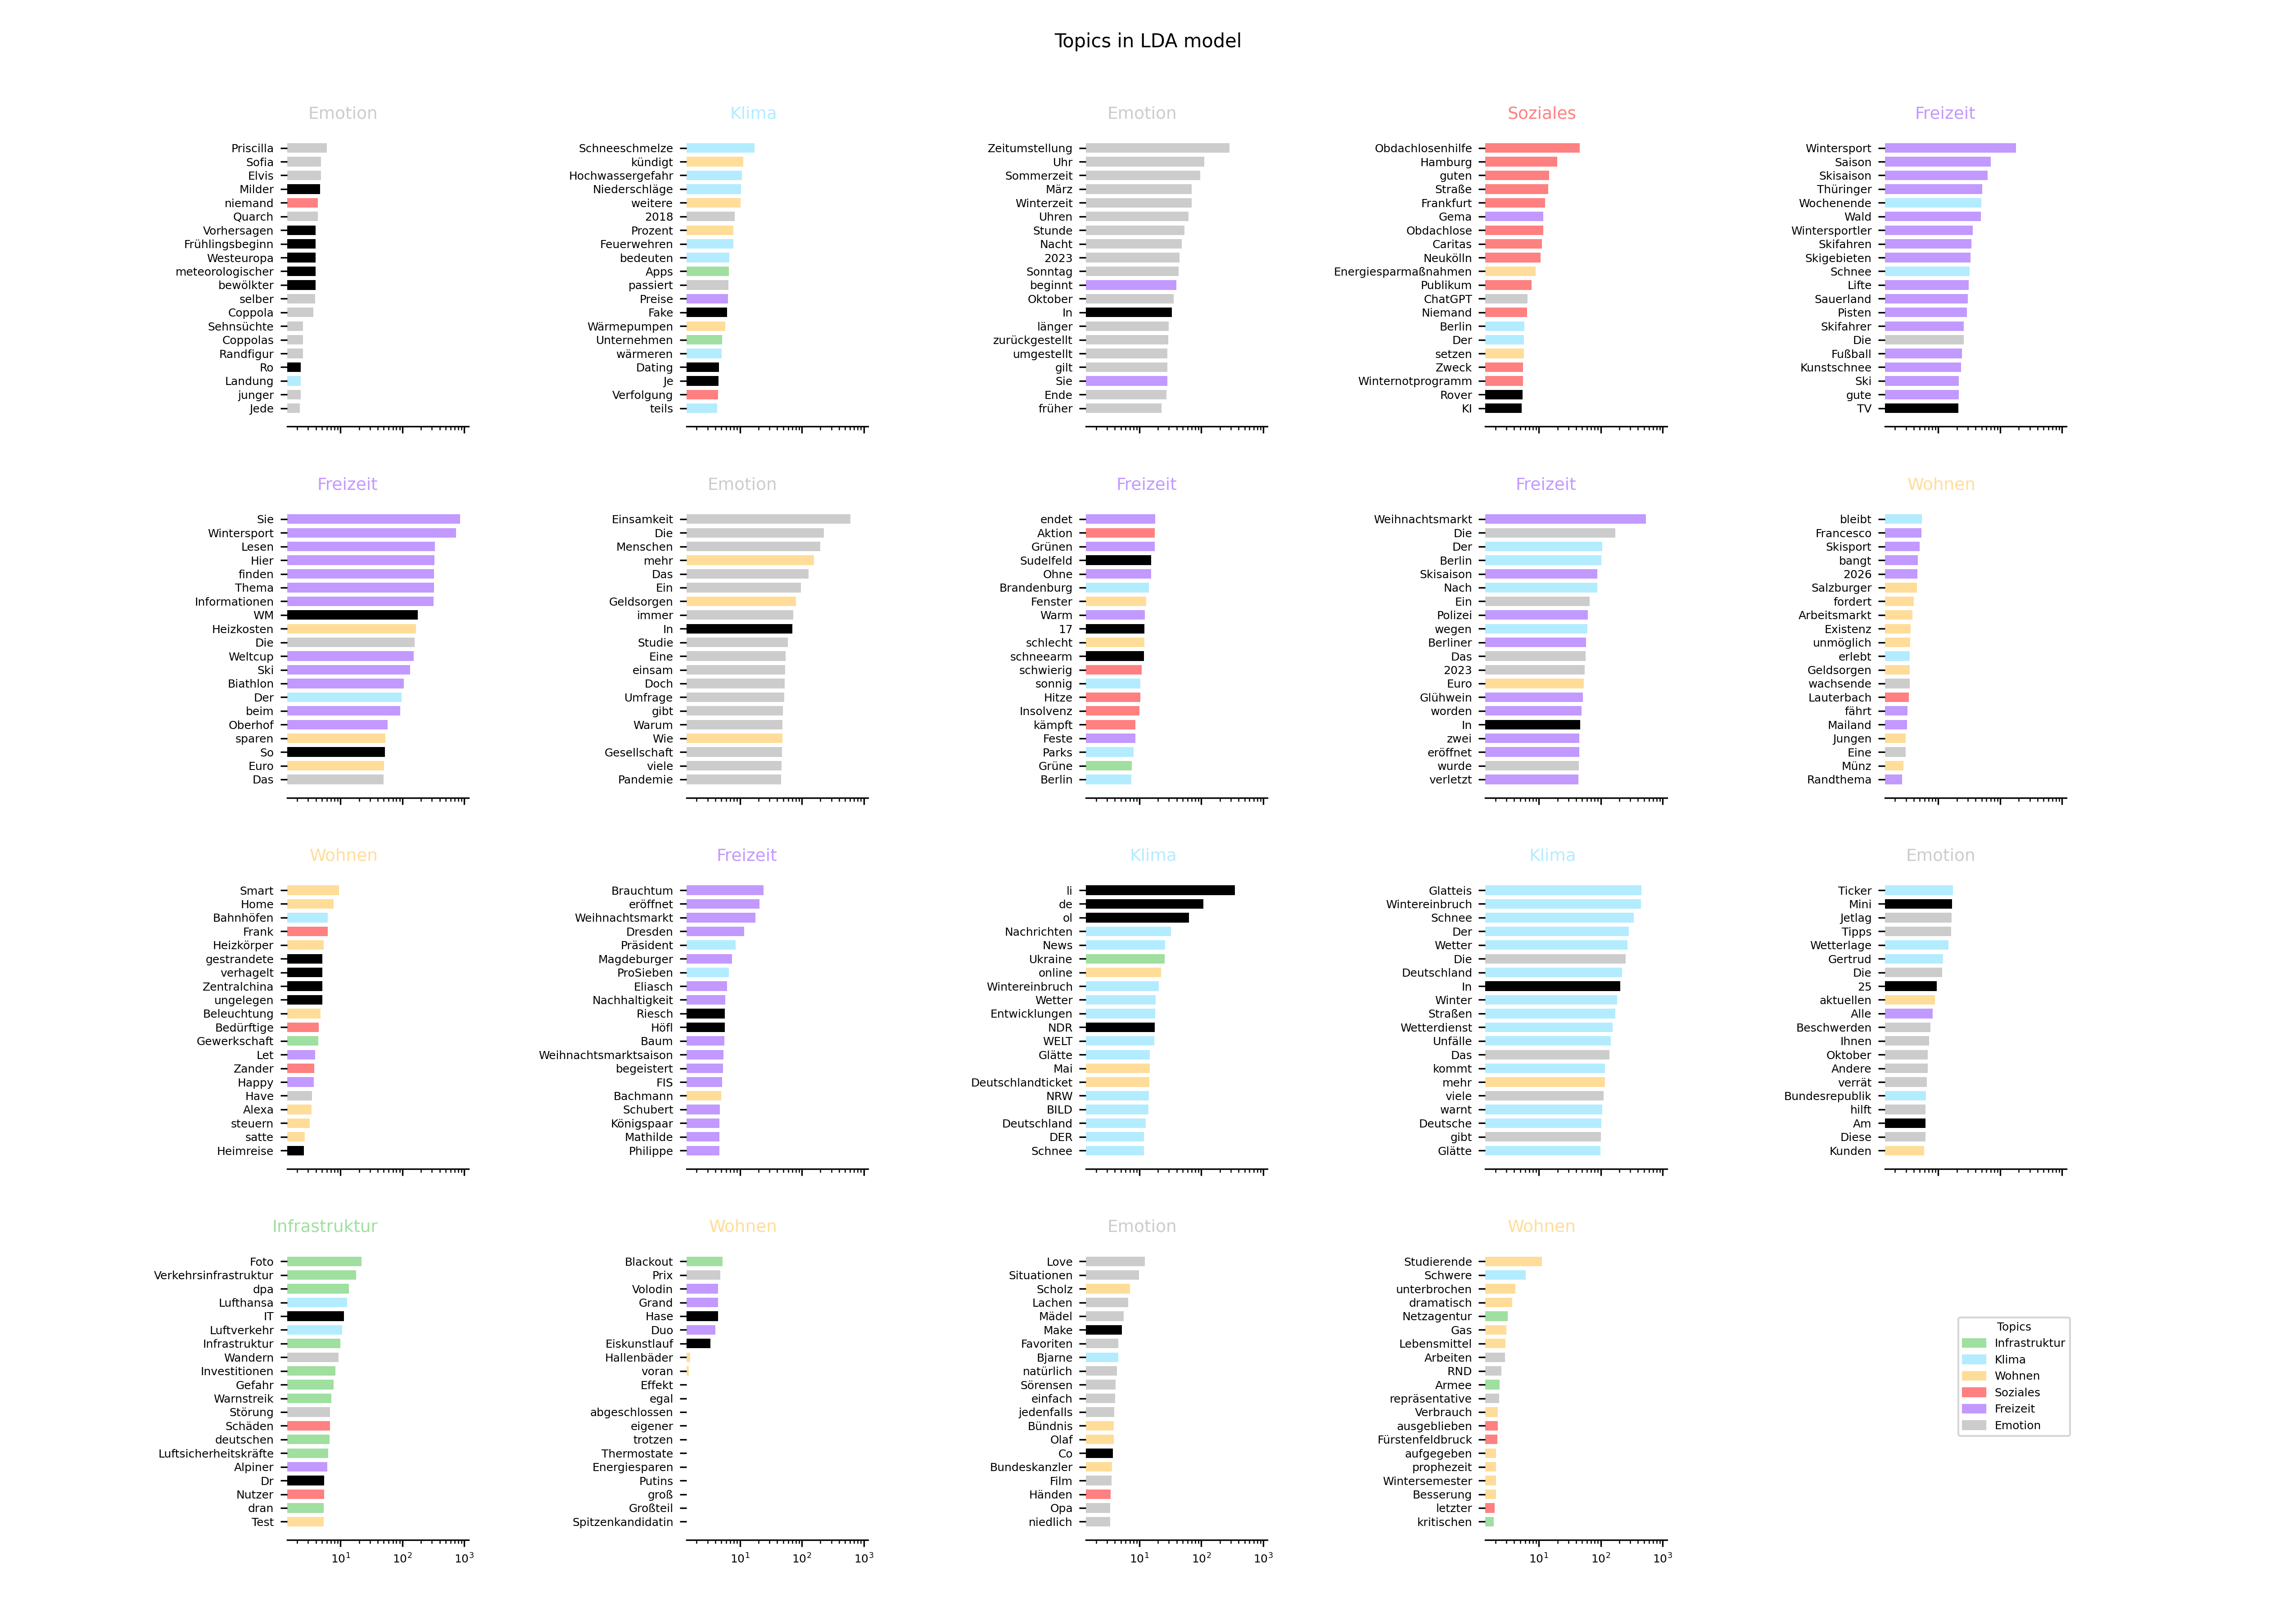 Topics in LDA model
Emotion
Priscilla
Sofia
Elvis
Milder
niemand
Quarch
Vorhersagen
Frühlingsbeginn
Westeuropa
meteorologischer
bewölkter
selber
Coppola
Sehnsüchte
Coppolas
Randfigur
Ro
Landung
junger
Jede
Klima
Schneeschmelze
kündigt
Hochwassergefahr
Niederschläge
weitere
2018
Prozent
Feuerwehren
bedeuten
Apps
passiert
Preise
Fake
Wärmepumpen
Unternehmen
wärmeren
Dating
Je
Verfolgung
teils
Emotion
Zeitumstellung
Uhr
Sommerzeit
März
Winterzeit
Uhren
Stunde
Nacht
2023
Sonntag
beginnt
Oktober
In
länger
zurückgestellt
umgestellt
gilt
Sie
Ende
früher
Soziales
Obdachlosenhilfe
Hamburg
guten
Straße
Frankfurt
Gema
Obdachlose
Caritas
Neukölln
Energiesparmaßnahmen
Publikum
ChatGPT
Niemand
Berlin
Der
setzen
Zweck
Winternotprogramm
Rover
KI
Freizeit
Wintersport
Saison
Skisaison
Thüringer
Wochenende
Wald
Wintersportler
Skifahren
Skigebieten
Schnee
Lifte
Sauerland
Pisten
Skifahrer
Die
Fußball
Kunstschnee
Ski
gute
TV
Freizeit
Sie
Wintersport
Lesen
Hier
finden
Thema
Informationen
WM
Heizkosten
Die
Weltcup
Ski
Biathlon
Der
beim
Oberhof
sparen
So
Euro
Das
Emotion
Einsamkeit
Die
Menschen
mehr
Das
Ein
Geldsorgen
immer
In
Studie
Eine
einsam
Doch
Umfrage
gibt
Warum
Wie
Gesellschaft
viele
Pandemie
Freizeit
endet
Aktion
Grünen
Sudelfeld
Ohne
Brandenburg
Fenster
Warm
17
schlecht
schneearm
schwierig
sonnig
Hitze
Insolvenz
kämpft
Feste
Parks
Grüne
Berlin
Freizeit
Weihnachtsmarkt
Die
Der
Berlin
Skisaison
Nach
Ein
Polizei
wegen
Berliner
Das
2023
Euro
Glühwein
worden
In
zwei
eröffnet
wurde
verletzt
Wohnen
bleibt
Francesco
Skisport
bangt
2026
Salzburger
fordert
Arbeitsmarkt
Existenz
unmöglich
erlebt
Geldsorgen
wachsende
Lauterbach
fährt
Mailand
Jungen
Eine
Münz
Randthema
Wohnen
Smart
Home
Bahnhöfen
Frank
Heizkörper
gestrandete
verhagelt
Zentralchina
ungelegen
Beleuchtung
Bedürftige
Gewerkschaft
Let
Zander
Happy
Have
Alexa
steuern
satte
Heimreise
Freizeit
Brauchtum
eröffnet
Weihnachtsmarkt
Dresden
Präsident
Magdeburger
ProSieben
Eliasch
Nachhaltigkeit
Riesch
Höfl
Baum
Weihnachtsmarktsaison
begeistert
FIS
Bachmann
Schubert
Königspaar
Mathilde
Philippe
Klima
li
de
ol
Nachrichten
News
Ukraine
online
Wintereinbruch
Wetter
Entwicklungen
NDR
WELT
Glätte
Mai
Deutschlandticket
NRW
BILD
Deutschland
DER
Schnee
Klima
Glatteis
Wintereinbruch
Schnee
Der
Wetter
Die
Deutschland
In
Winter
Straßen
Wetterdienst
Unfälle
Das
kommt
mehr
viele
warnt
Deutsche
gibt
Glätte
Emotion
Ticker
Mini
Jetlag
Tipps
Wetterlage
Gertrud
Die
25
aktuellen
Alle
Beschwerden
Ihnen
Oktober
Andere
verrät
Bundesrepublik
hilft
Am
Diese
Kunden
Infrastruktur
Foto
Verkehrsinfrastruktur
dpa
Lufthansa
IT
Luftverkehr
Infrastruktur
Wandern
Investitionen
Gefahr
Warnstreik
Störung
Schäden
deutschen
Luftsicherheitskräfte
Alpiner
Dr
Nutzer
dran
Test
10¹ 10² 10³
Wohnen
Blackout
Prix
Volodin
Grand
Hase
Duo
Eiskunstlauf
Hallenbäder
voran
Effekt
egal
abgeschlossen
eigener
trotzen
Thermostate
Energiesparen
Putins
groß
Großteil
Spitzenkandidatin
10¹ 10² 10³
Emotion
Love
Situationen
Scholz
Lachen
Mädel
Make
Favoriten
Bjarne
natürlich
Sörensen
einfach
jedenfalls
Bündnis
Olaf
Co
Bundeskanzler
Film
Händen
Opa
niedlich
10¹ 10² 10³
Wohnen
Studierende
Schwere
unterbrochen
dramatisch
Netzagentur
Gas
Lebensmittel
Arbeiten
RND
Armee
repräsentative
Verbrauch
ausgeblieben
Fürstenfeldbruck
aufgegeben
prophezeit
Wintersemester
Besserung
letzter
kritischen
10¹ 10² 10³
Topics
Infrastruktur
Klima
Wohnen
Soziales
Freizeit
Emotion